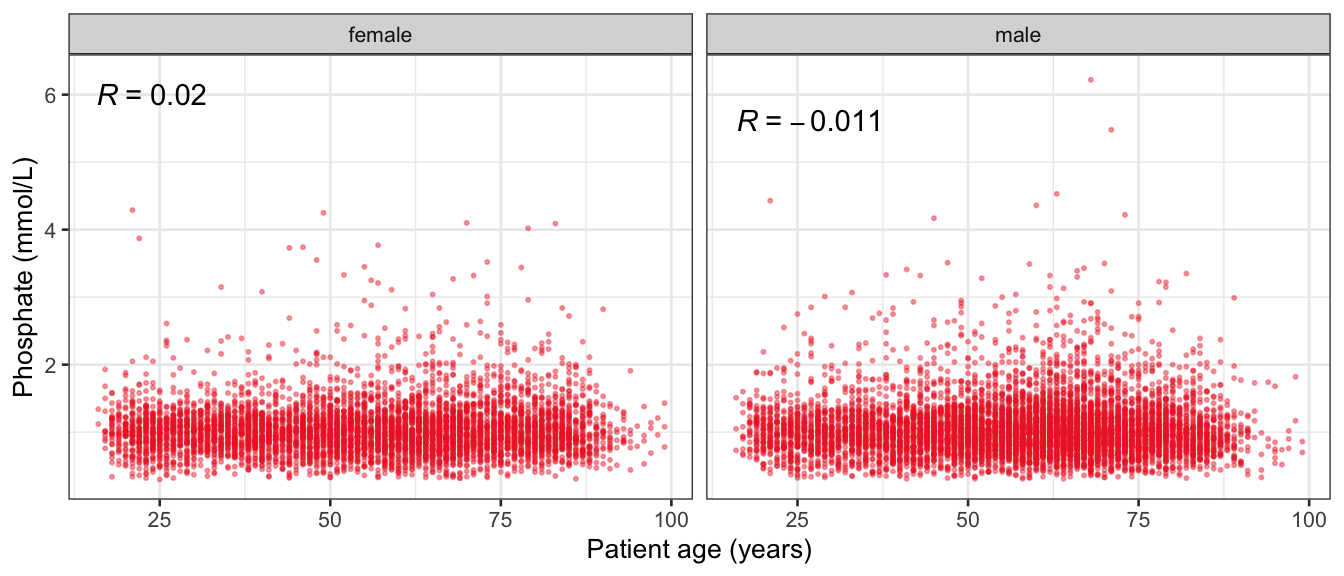 female
male
R = 0.02
R = −0.011
Phosphate (mmol/L)
6
4
2
25 50 75 100
25 50 75 100
Patient age (years)